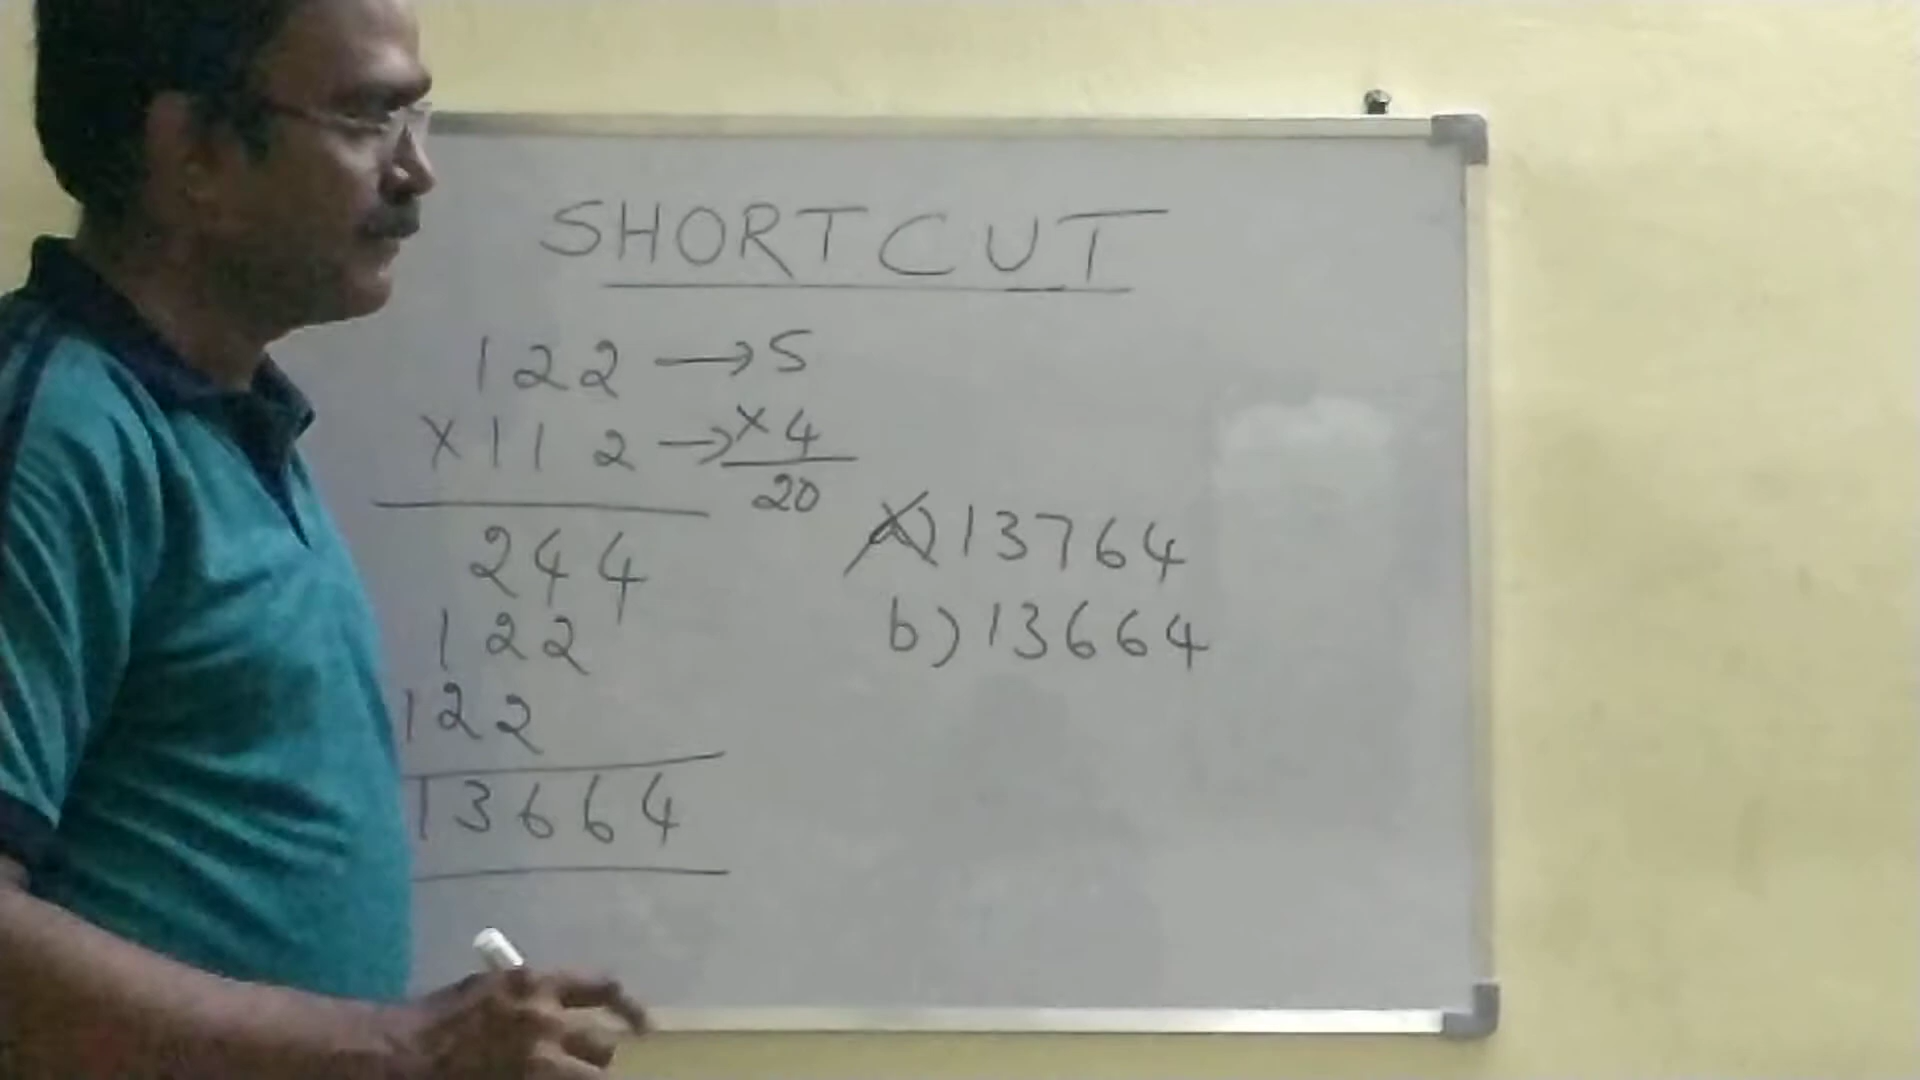 SHORTCUT
122 → 5
×112 → ×4
20
244
122
122
13664
a) 13764
b) 13664